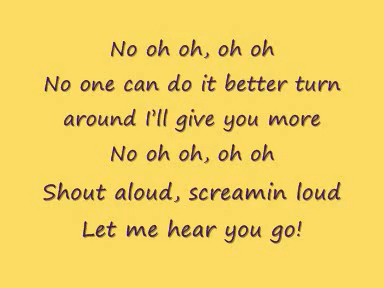 No oh oh, oh oh
No one can do it better turn
around I'll give you more
No oh oh, oh oh
Shout aloud, screamin loud
Let me hear you go!